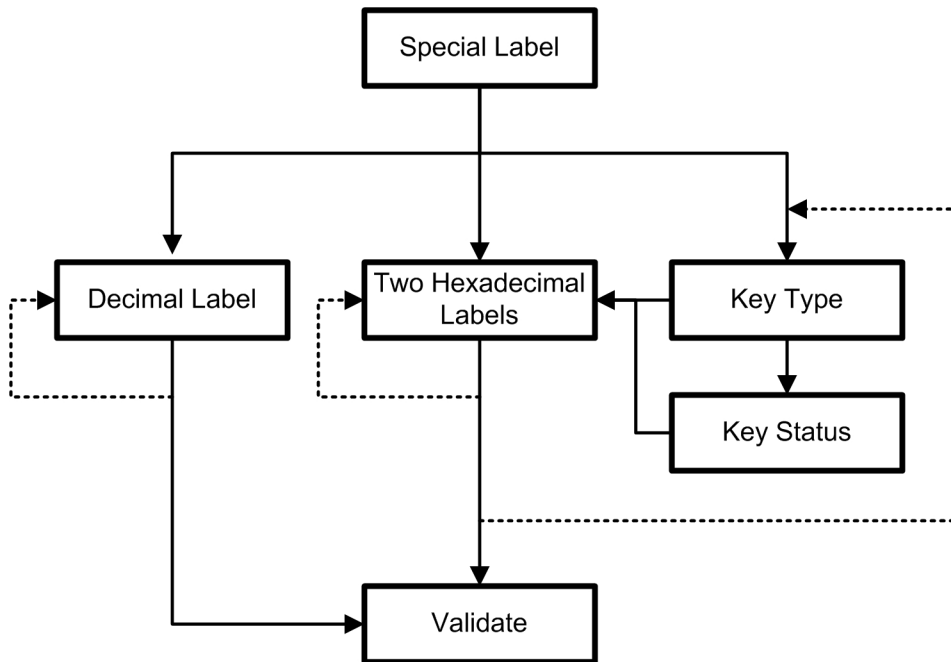 Special Label
Decimal Label
Two Hexadecimal
Labels
Key Type
Key Status
Validate